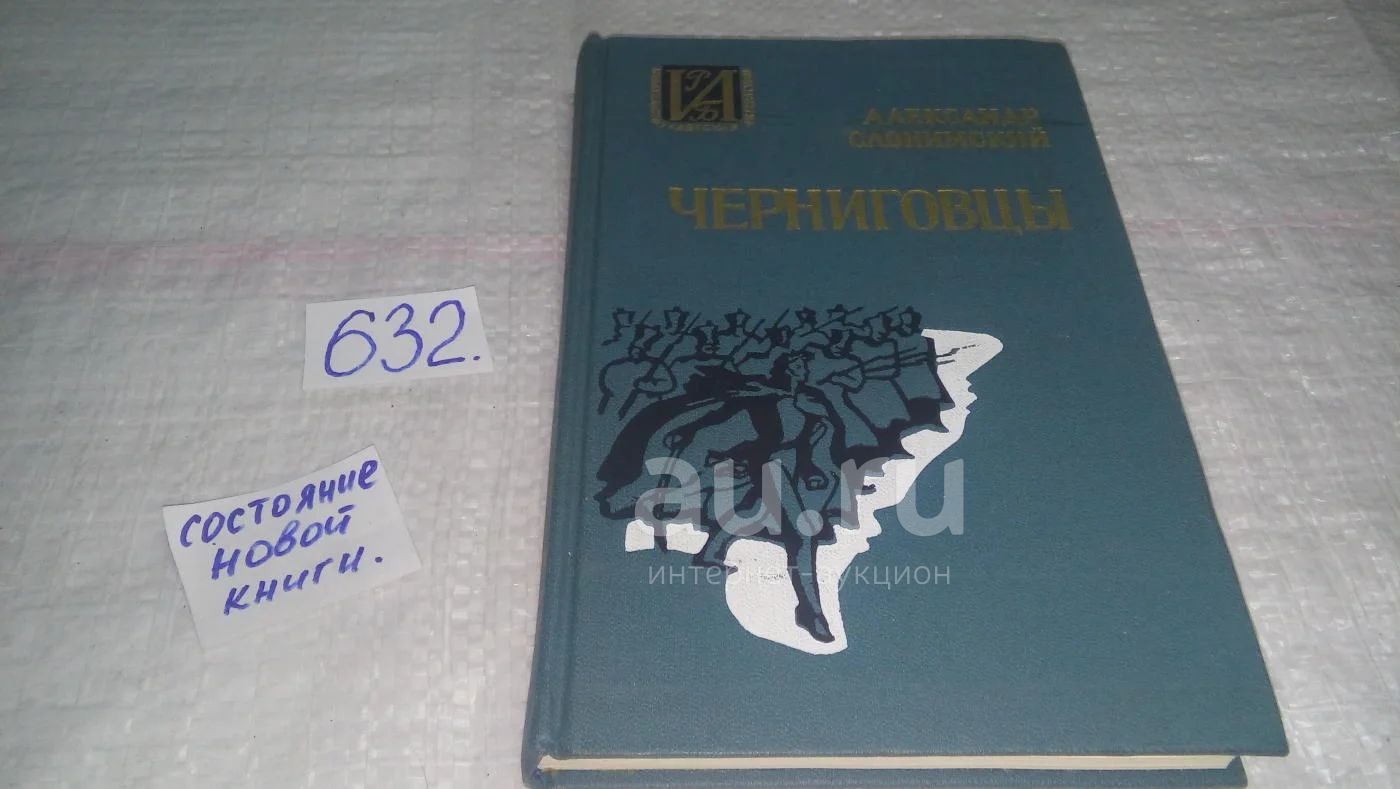 АЛЕКСАНДР
СЛОНИМСКИЙ
ЧЕРНИГОВЦЫ
632.
состояние
новой
книги.
au.ru
интернет-аукцион